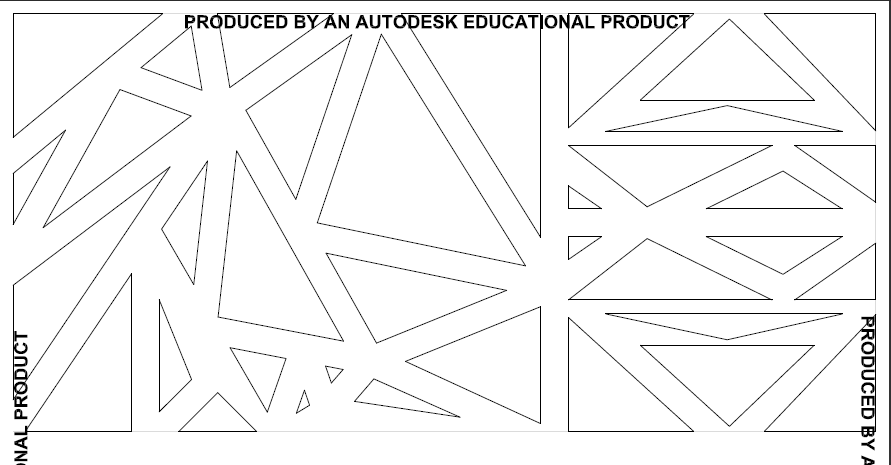 PRODUCED BY AN AUTODESK EDUCATIONAL PRODUCT
ONAL PRODUCT
PRODUCED BY A